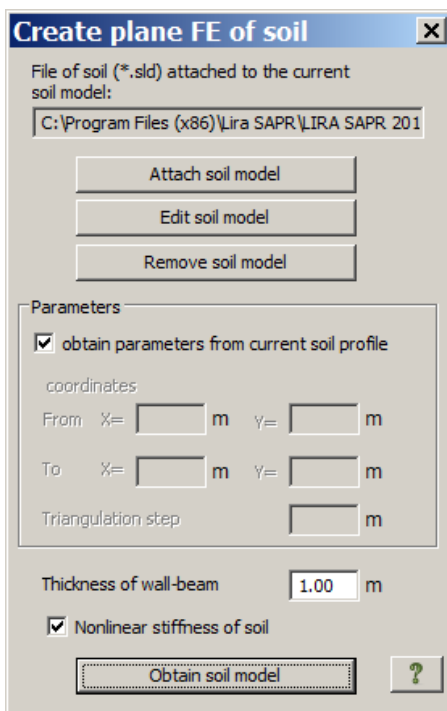 Create plane FE of soil
File of soil (*.sld) attached to the current
soil model:
C:\Program Files (x86)\Lira SAPR\LIRA SAPR 201
Attach soil model
Edit soil model
Remove soil model
Parameters
obtain parameters from current soil profile
coordinates
From X= m Y= m
To X= m Y= m
Triangulation step m
Thickness of wall-beam 1.00 m
Nonlinear stiffness of soil
Obtain soil model ?